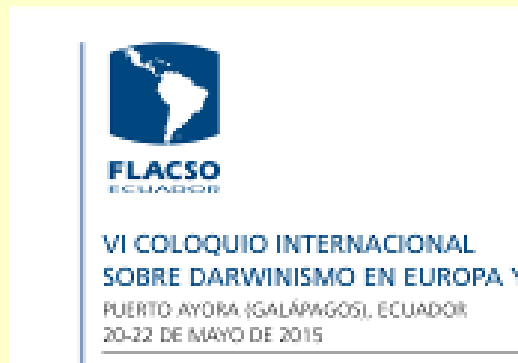 FLACSO
ECUADOR
VI COLOQUIO INTERNACIONAL
SOBRE DARWINISMO EN EUROPA Y
PUERTO AYORA (GALÁPAGOS), ECUADOR
20-22 DE MAYO DE 2015